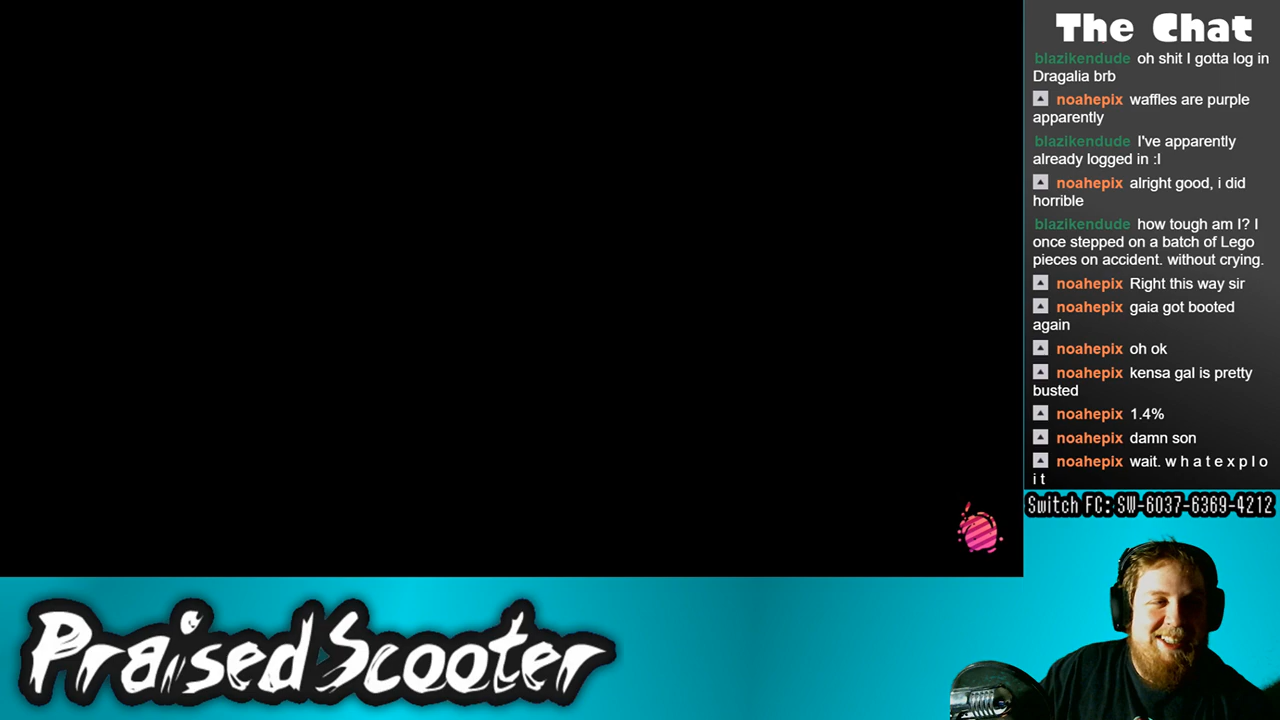 The Chat
blazikendude oh shit I gotta log in
Dragalia brb
noahepix waffles are purple
apparently
blazikendude I've apparently
already logged in :I
noahepix alright good, i did
horrible
blazikendude how tough am I? I
once stepped on a batch of Lego
pieces on accident. without crying.
noahepix Right this way sir
noahepix gaia got booted
again
noahepix oh ok
noahepix kensa gal is pretty
busted
noahepix 1.4%
noahepix damn son
noahepix wait. w h a t e x p l o
i t
Switch FC: SW-6037-6369-4212
PraisedScooter